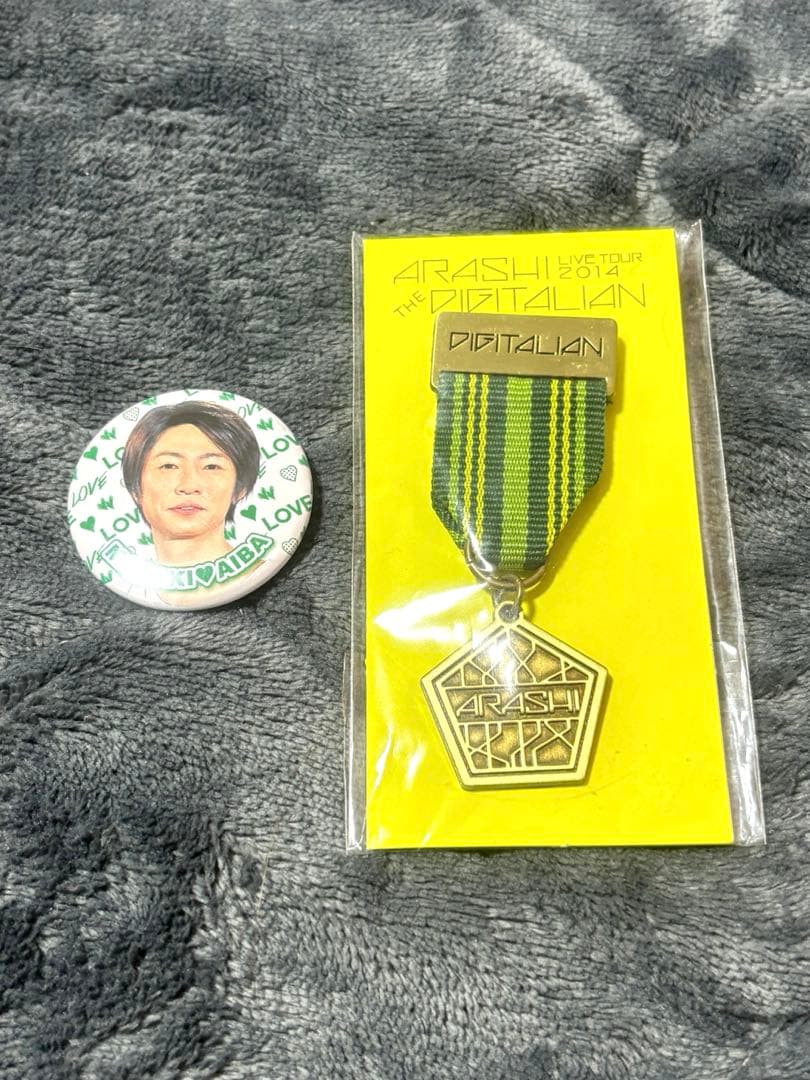 ARASHI LIVE TOUR 2014
THE DIGITALIAN
DIGITALIAN
ARASHI
LOVE
LOVE
LOVE
LOVE
AIBA